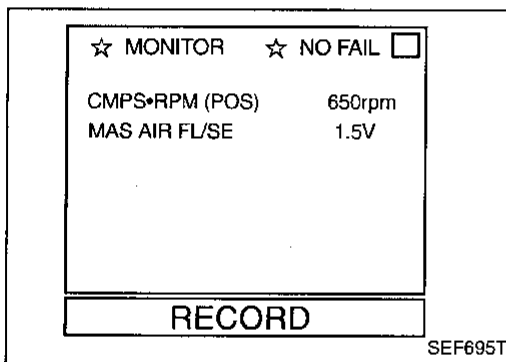 ☆ MONITOR ☆ NO FAIL
CMPS•RPM (POS) 650rpm
MAS AIR FL/SE 1.5V
RECORD
SEF695T